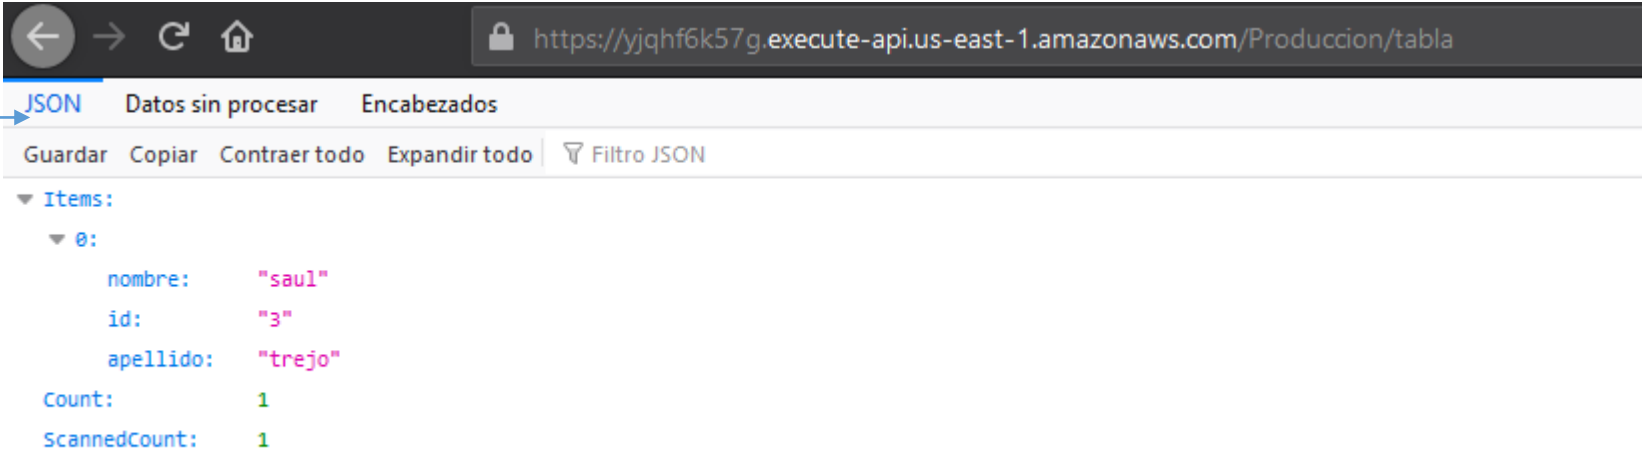 https://yjqhf6k57g.execute-api.us-east-1.amazonaws.com/Produccion/tabla
JSON Datos sin procesar Encabezados
Guardar Copiar Contraer todo Expandir todo Filtro JSON
Items:
0:
nombre: "saul"
id: "3"
apellido: "trejo"
Count: 1
ScannedCount: 1